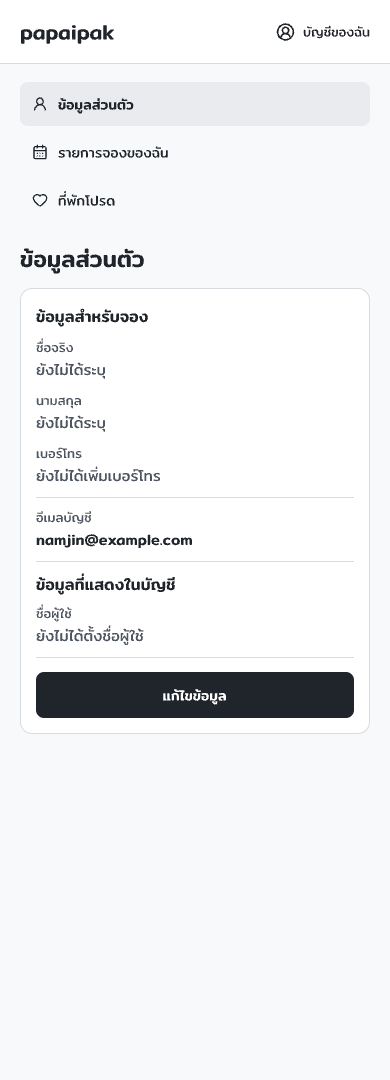 papaipak
บัญชีของฉัน
ข้อมูลส่วนตัว
รายการจองของฉัน
ที่พักโปรด
ข้อมูลส่วนตัว
ข้อมูลสำหรับจอง
ชื่อจริง
ยังไม่ได้ระบุ
นามสกุล
ยังไม่ได้ระบุ
เบอร์โทร
ยังไม่ได้เพิ่มเบอร์โทร
อีเมลบัญชี
namjin@example.com
ข้อมูลที่แสดงในบัญชี
ชื่อผู้ใช้
ยังไม่ได้ตั้งชื่อผู้ใช้
แก้ไขข้อมูล